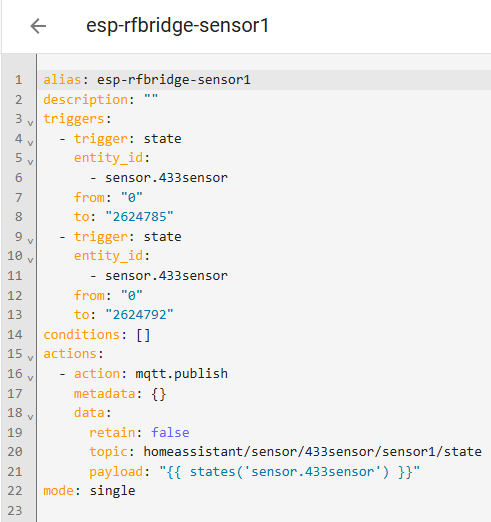 esp-rfbridge-sensor1
1 alias: esp-rfbridge-sensor1
2 description: ""
3 triggers:
4   - trigger: state
5     entity_id:
6       - sensor.433sensor
7     from: "0"
8     to: "2624785"
9   - trigger: state
10     entity_id:
11       - sensor.433sensor
12     from: "0"
13     to: "2624792"
14 conditions: []
15 actions:
16   - action: mqtt.publish
17     metadata: {}
18     data:
19       retain: false
20       topic: homeassistant/sensor/433sensor/sensor1/state
21       payload: "{{ states('sensor.433sensor') }}"
22 mode: single
23